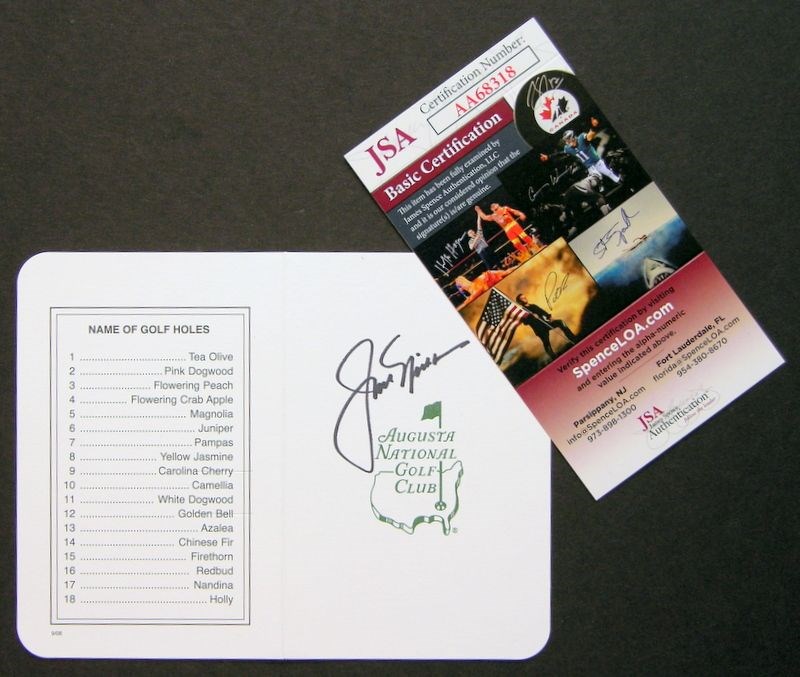 NAME OF GOLF HOLES
1 ........ Tea Olive
2 ........ Pink Dogwood
3 ........ Flowering Peach
4 ........ Flowering Crab Apple
5 ........ Magnolia
6 ........ Juniper
7 ........ Pampas
8 ........ Yellow Jasmine
9 ........ Carolina Cherry
10 ........ Camellia
11 ........ White Dogwood
12 ........ Golden Bell
13 ........ Azalea
14 ........ Chinese Fir
15 ........ Firethorn
16 ........ Redbud
17 ........ Nandina
18 ........ Holly
9/08
AUGUSTA
NATIONAL
GOLF
CLUB
®
JSA
Certification Number:
AA68318
Basic Certification
This item has been fully examined by
James Spence Authentication, LLC
and it is our considered opinion that the
signature(s) is/are genuine.
CANADA
Verify this certification by visiting
SpenceLOA.com
and entering the alpha-numeric
value indicated above.
Parsippany, NJ
info@SpenceLOA.com
973-898-1300
Fort Lauderdale, FL
florida@SpenceLOA.com
954-380-8670
JSA
James Spence
Authentication